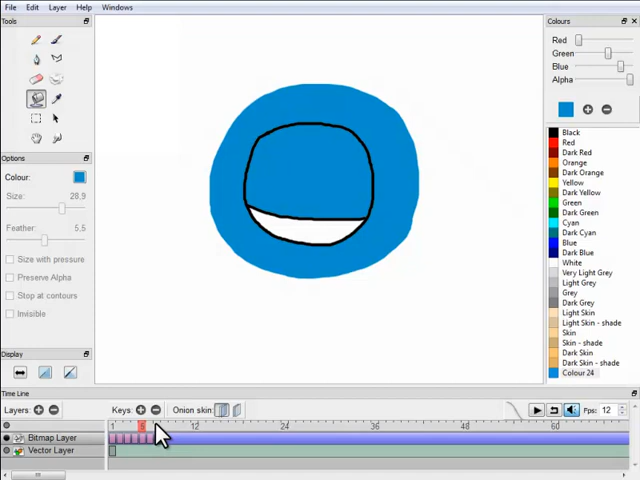 File Edit Layer Help Windows
Tools
Options
Colour:
Size: 28,9
Feather: 5,5
Size with pressure
Preserve Alpha
Stop at contours
Invisible
Display
Colours
Red
Green
Blue
Alpha
Black
Red
Dark Red
Orange
Dark Orange
Yellow
Dark Yellow
Green
Dark Green
Cyan
Dark Cyan
Blue
Dark Blue
White
Very Light Grey
Light Grey
Grey
Dark Grey
Light Skin
Light Skin - shade
Skin
Skin - shade
Dark Skin
Dark Skin - shade
Colour 24
Time Line
Layers: Keys: Onion skin: Fps: 12
1 12 24 36 48 60
Bitmap Layer
Vector Layer